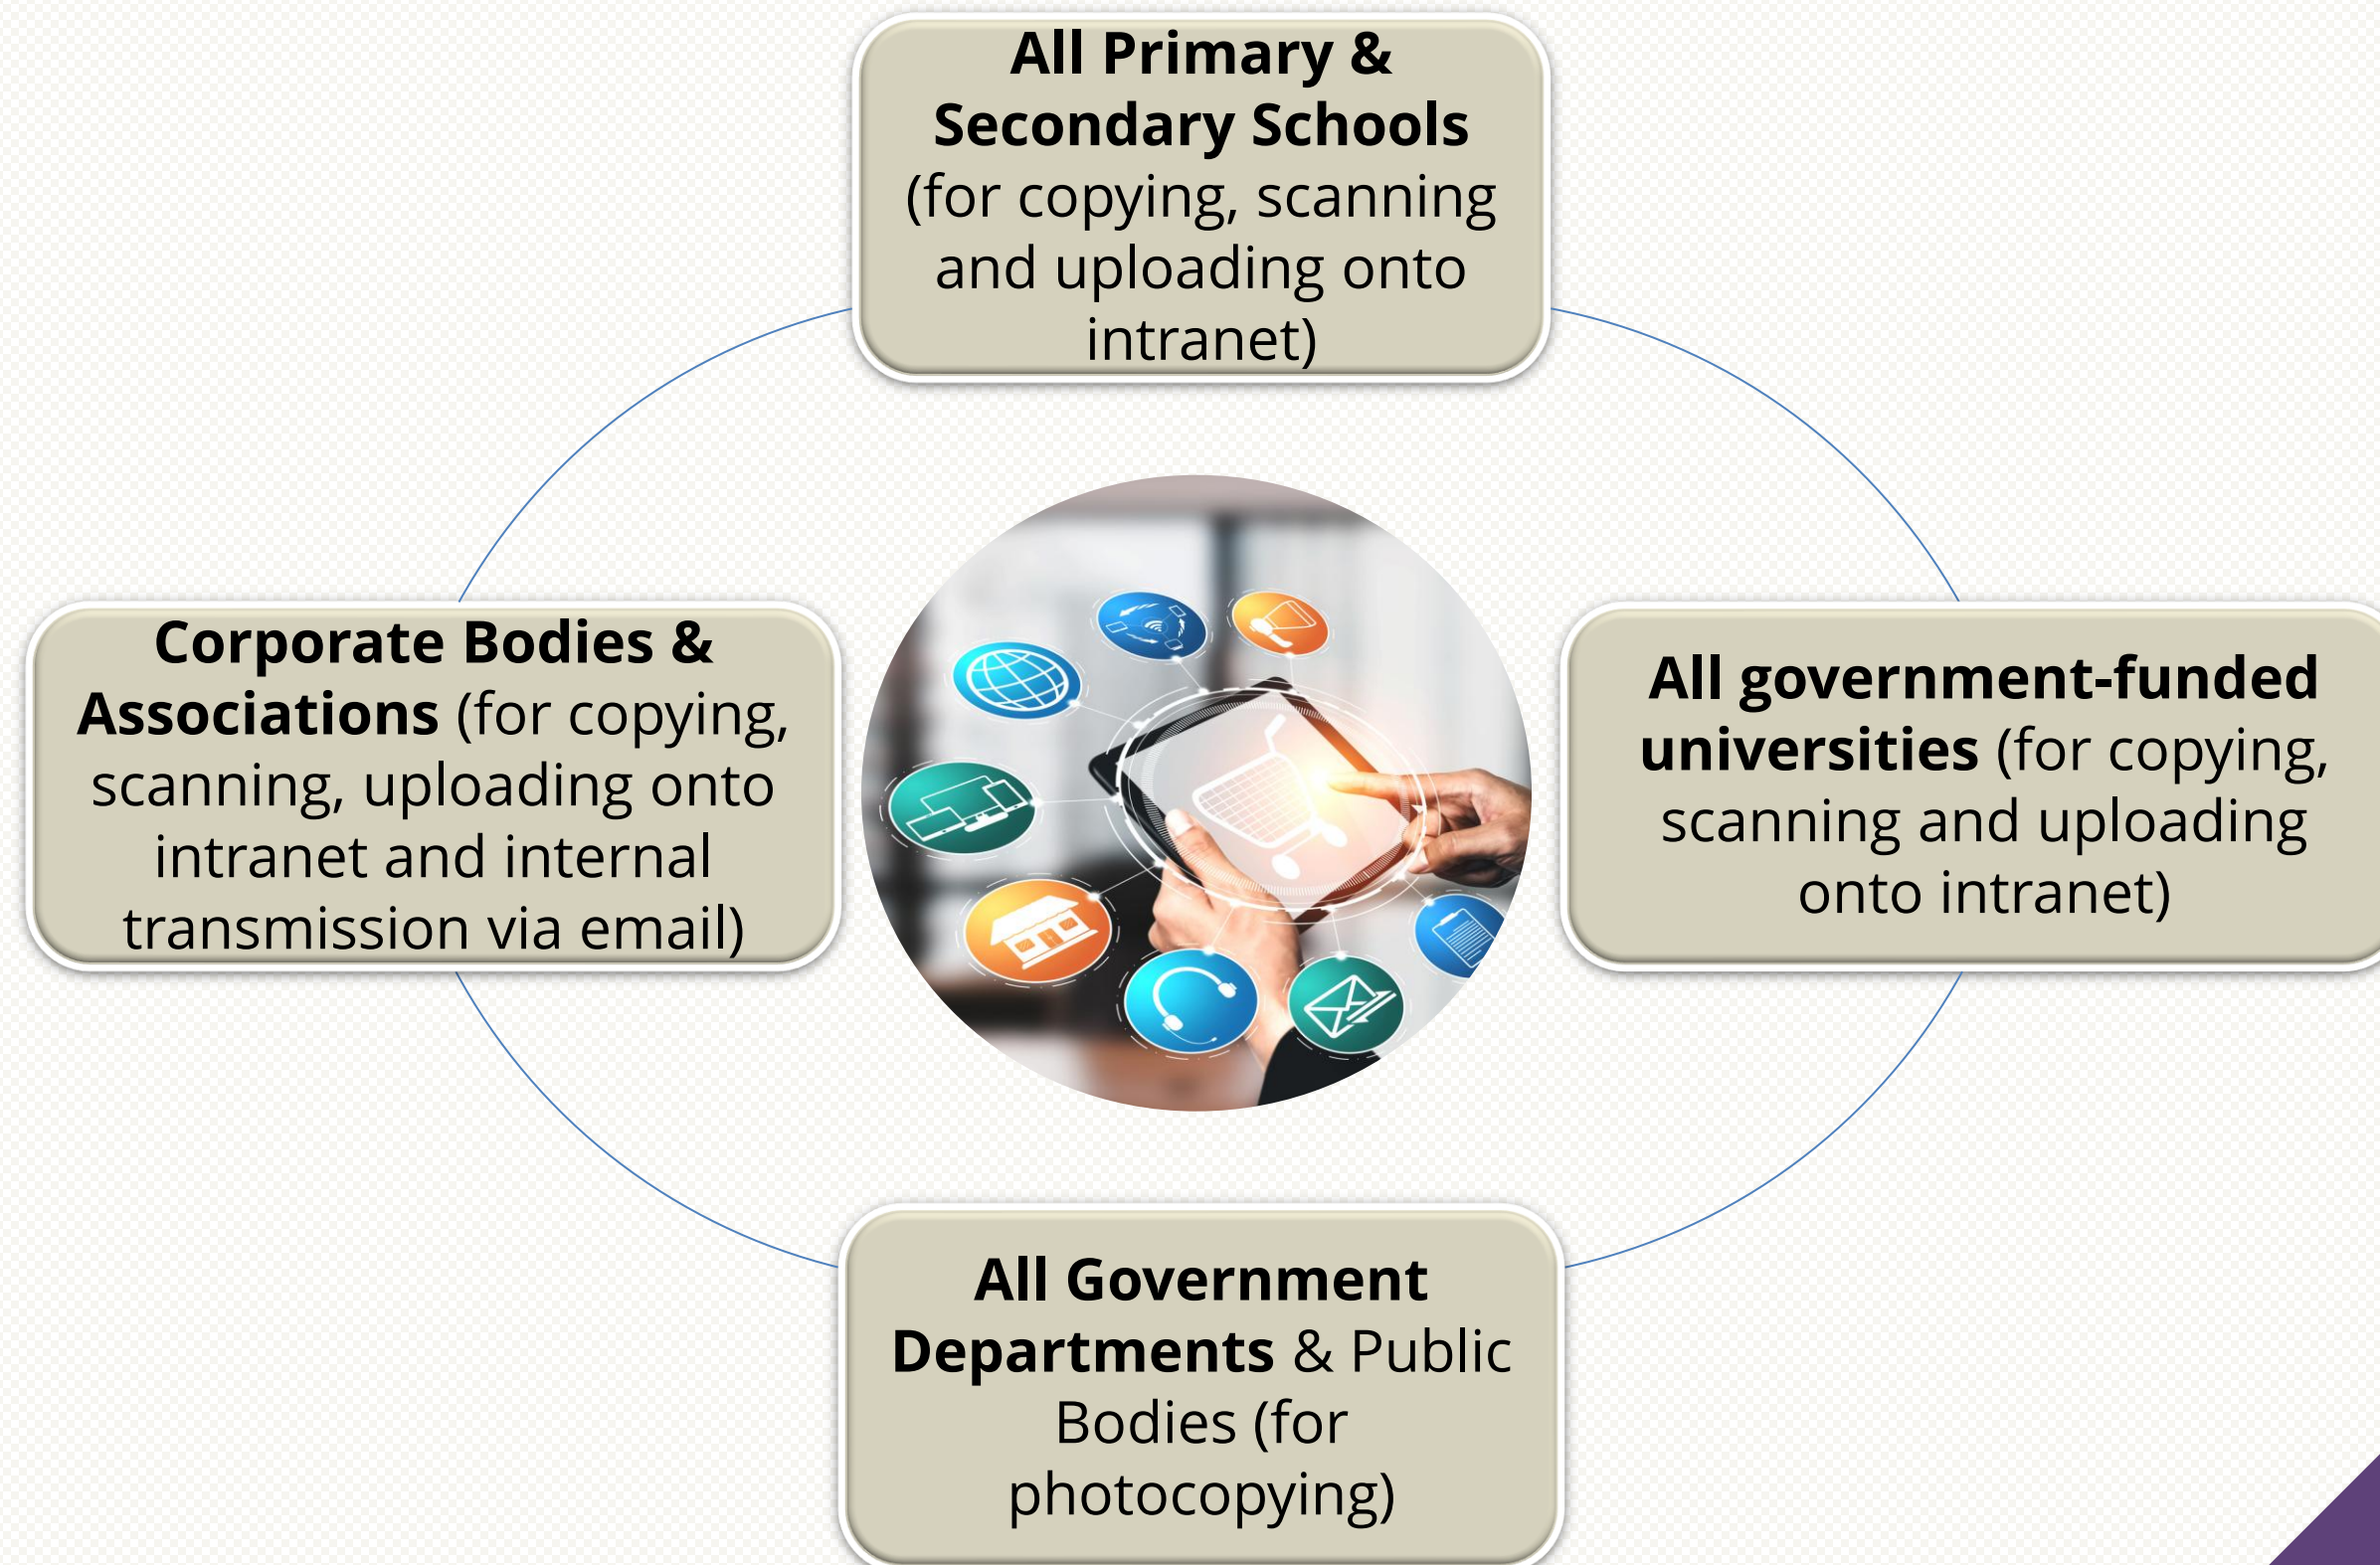 All Primary &
Secondary Schools
(for copying, scanning
and uploading onto
intranet)
Corporate Bodies &
Associations (for copying,
scanning, uploading onto
intranet and internal
transmission via email)
All government-funded
universities (for copying,
scanning and uploading
onto intranet)
All Government
Departments & Public
Bodies (for
photocopying)